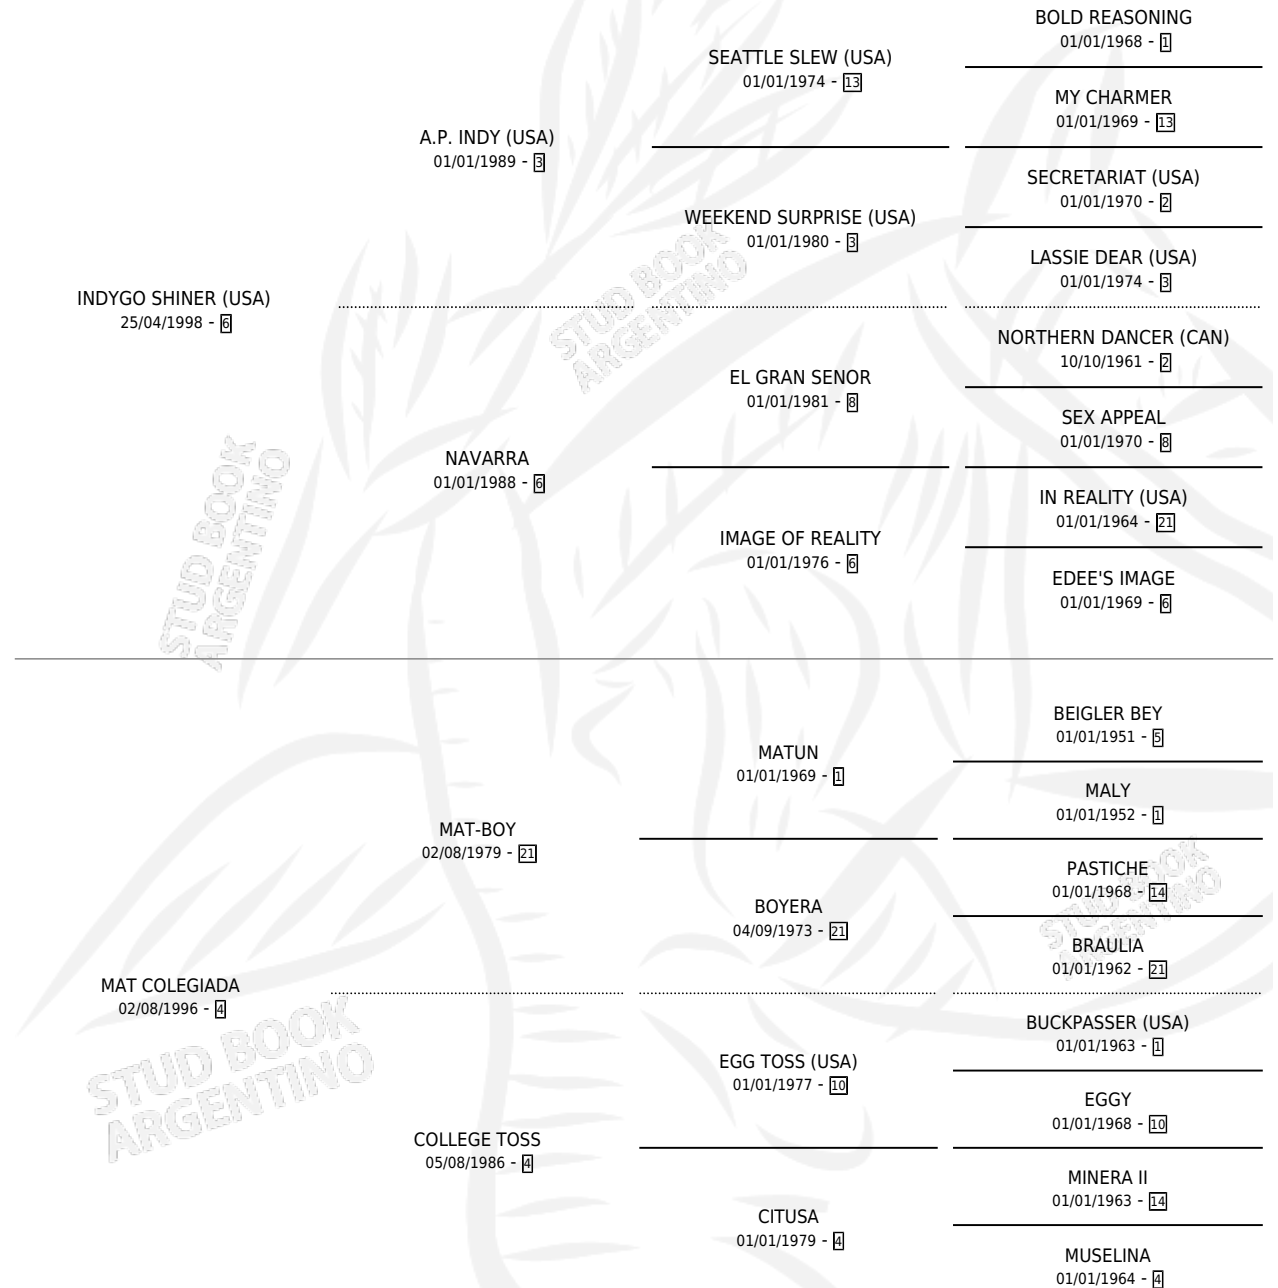 BOLD REASONING
01/01/1968 - 1
SEATTLE SLEW (USA)
01/01/1974 - 13
MY CHARMER
01/01/1969 - 13
A.P. INDY (USA)
01/01/1989 - 3
SECRETARIAT (USA)
01/01/1970 - 2
WEEKEND SURPRISE (USA)
01/01/1980 - 3
LASSIE DEAR (USA)
01/01/1974 - 3
INDYGO SHINER (USA)
25/04/1998 - 6
NORTHERN DANCER (CAN)
10/10/1961 - 2
EL GRAN SENOR
01/01/1981 - 8
SEX APPEAL
01/01/1970 - 8
NAVARRA
01/01/1988 - 6
IN REALITY (USA)
01/01/1964 - 21
IMAGE OF REALITY
01/01/1976 - 6
EDEE'S IMAGE
01/01/1969 - 6
BEIGLER BEY
01/01/1951 - 5
MATUN
01/01/1969 - 1
MALY
01/01/1952 - 1
MAT-BOY
02/08/1979 - 21
PASTICHE
01/01/1968 - 14
BOYERA
04/09/1973 - 21
BRAULIA
01/01/1962 - 21
MAT COLEGIADA
02/08/1996 - 4
BUCKPASSER (USA)
01/01/1963 - 1
EGG TOSS (USA)
01/01/1977 - 10
EGGY
01/01/1968 - 10
COLLEGE TOSS
05/08/1986 - 4
MINERA II
01/01/1963 - 14
CITUSA
01/01/1979 - 4
MUSELINA
01/01/1964 - 4
STUD BOOK
ARGENTINO
STUD BOOK
ARGENTINO
STUD BOOK
ARGENTINO
STUD BOOK
ARGENTINO